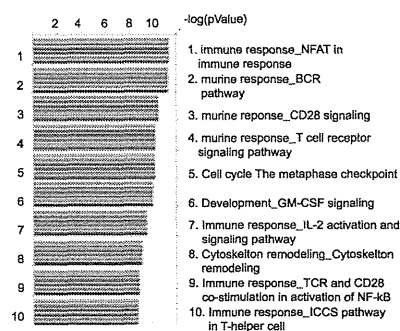 2 4 6 8 10 -log(pValue)
1
2
3
4
5
6
7
8
9
10
1. immune response_NFAT in
immune response
2. murine response_BCR
pathway
3. murine reponse_CD28 signaling
4. murine response_T cell receptor
signaling pathway
5. Cell cycle The metaphase checkpoint
6. Development_GM-CSF signaling
7. Immune response_IL-2 activation and
signaling pathway
8. Cytoskelton remodeling_Cytoskelton
remodeling
9. Immune response_TCR and CD28
co-stimulation in activation of NF-kB
10. Immune response_ICCS pathway
in T-helper cell